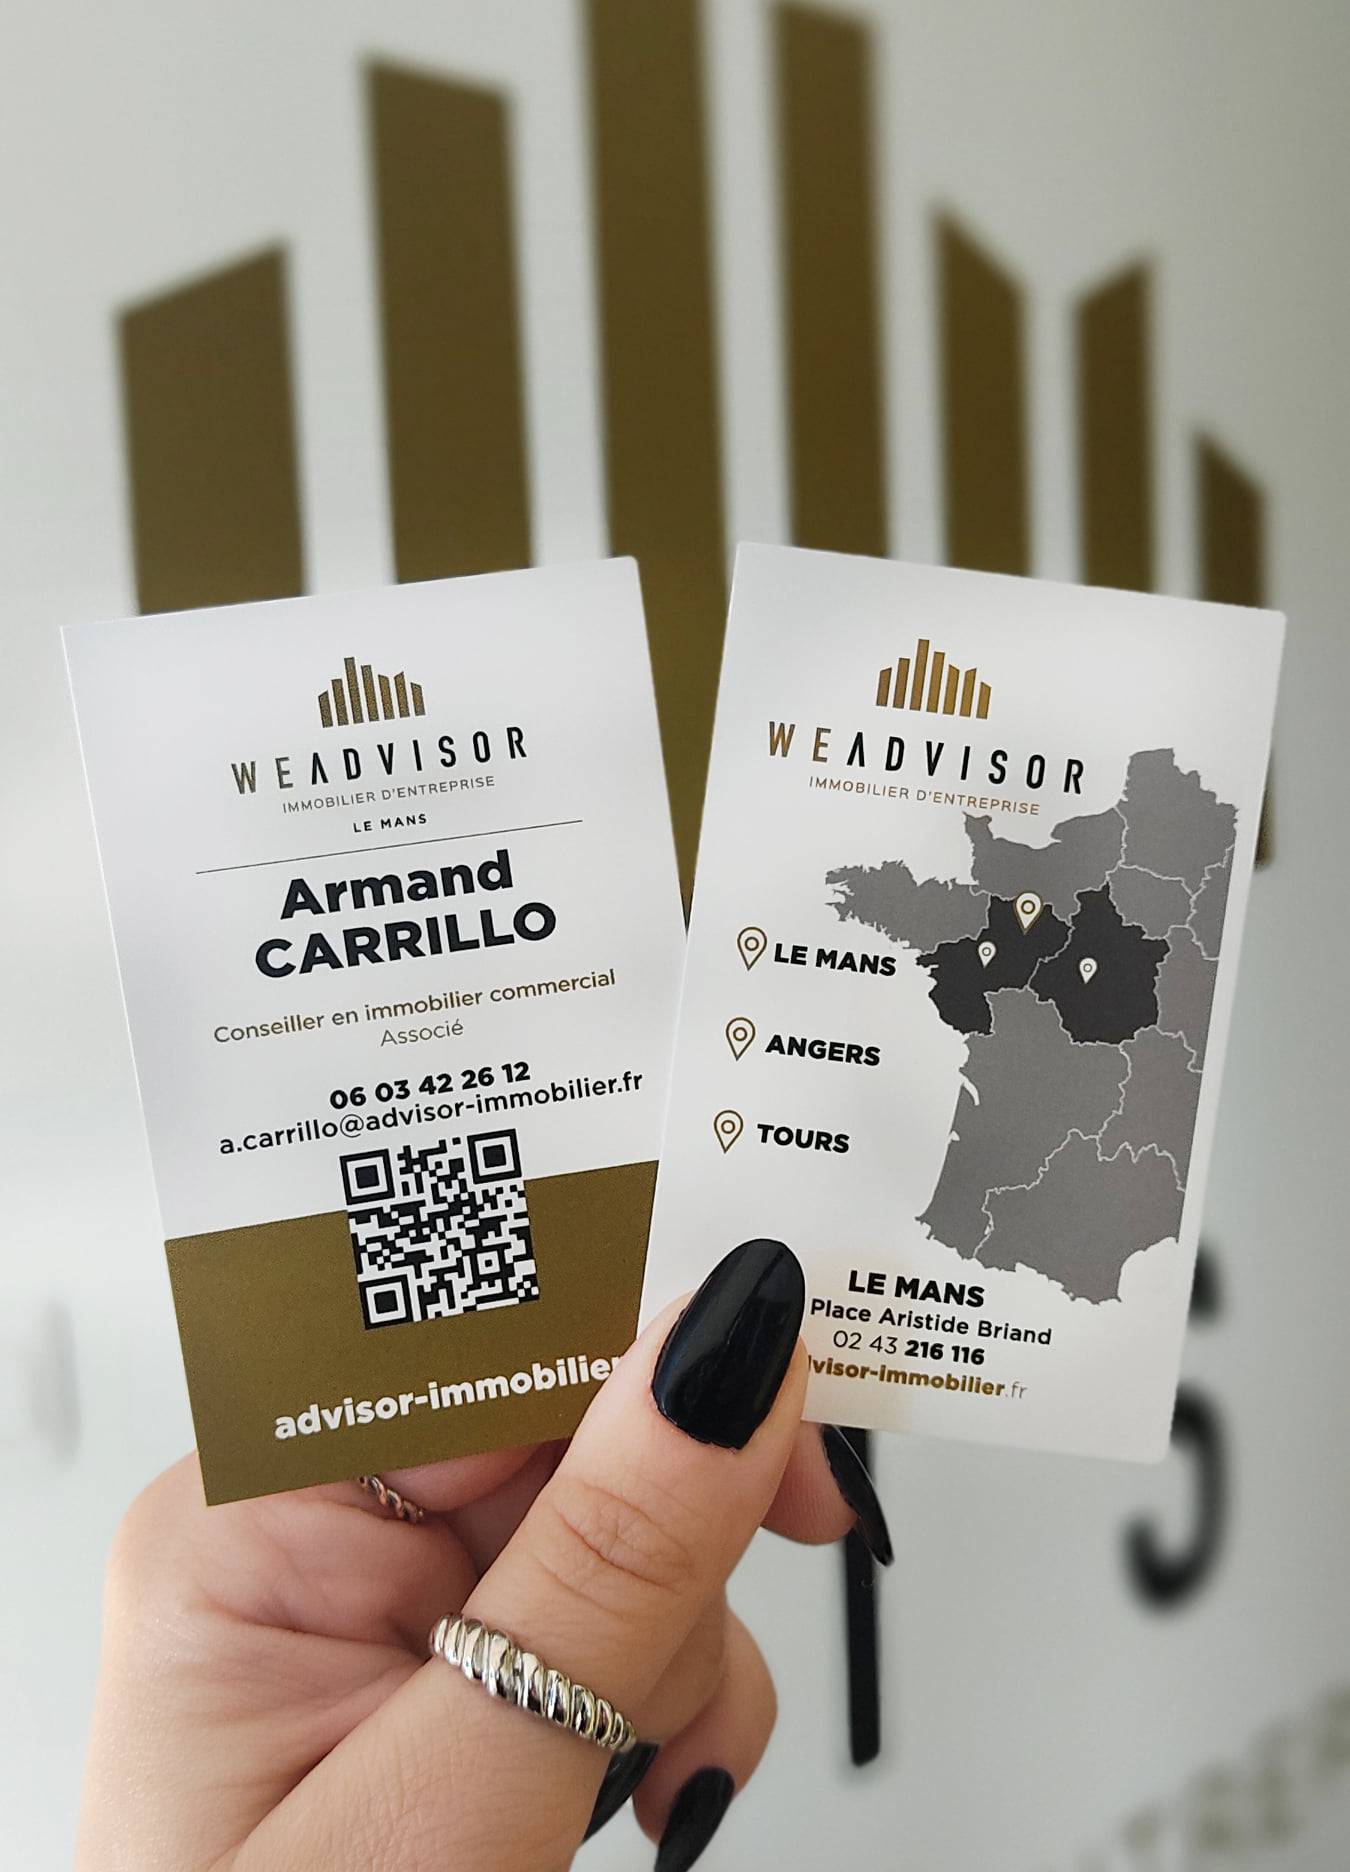 WEADVISOR
IMMOBILIER D'ENTREPRISE
LE MANS
Armand
CARRILLO
Conseiller en immobilier commercial
Associé
06 03 42 26 12
a.carrillo@advisor-immobilier.fr
advisor-immobilier
WEADVISOR
IMMOBILIER D'ENTREPRISE
LE MANS
ANGERS
TOURS
LE MANS
Place Aristide Briand
02 43 216 116
visor-immobilier.fr